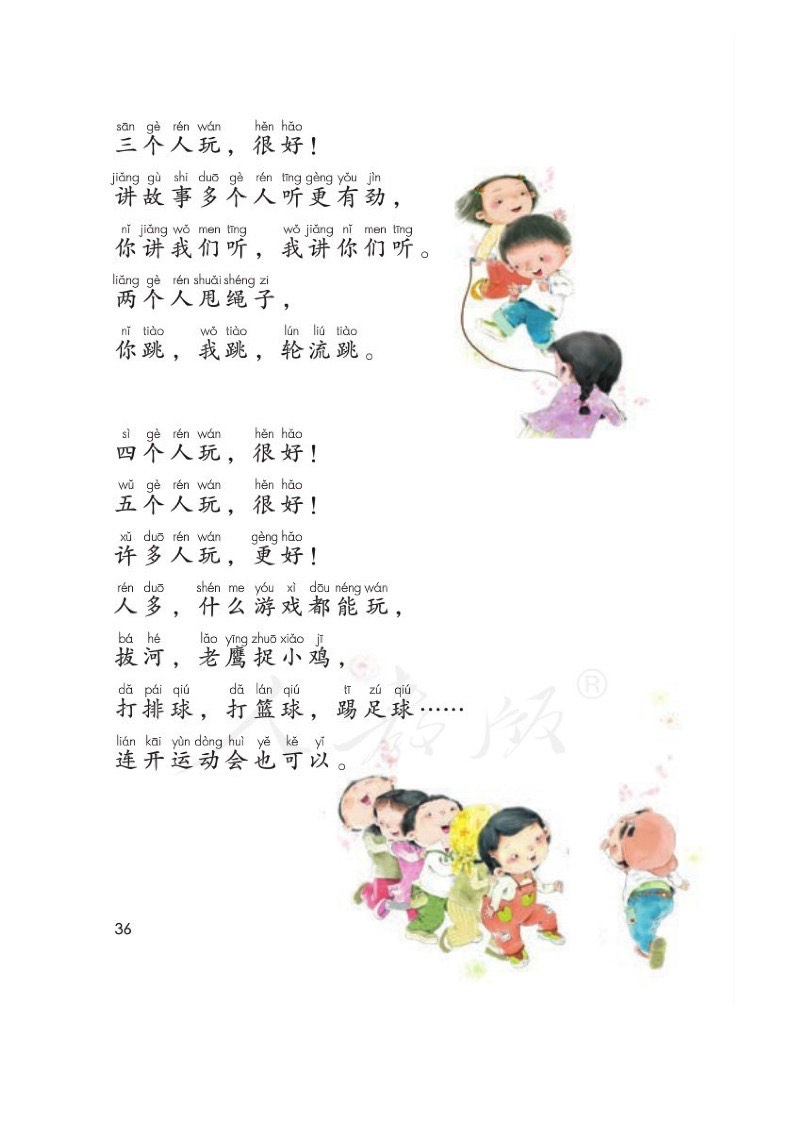 sān gè rén wán hěn hǎo
三个人玩，很好！
jiǎng gù shi duō gè rén tīng gèng yǒu jìn
讲故事多个人听更有劲，
nǐ jiǎng wǒ men tīng wǒ jiǎng nǐ men tīng
你讲我们听，我讲你们听。
liǎng gè rén shuǎi shéng zi
两个人甩绳子，
nǐ tiào wǒ tiào lún liú tiào
你跳，我跳，轮流跳。
sì gè rén wán hěn hǎo
四个人玩，很好！
wǔ gè rén wán hěn hǎo
五个人玩，很好！
xǔ duō rén wán gèng hǎo
许多人玩，更好！
rén duō shén me yóu xì dōu néng wán
人多，什么游戏都能玩，
bá hé lǎo yīng zhuō xiǎo jī
拔河，老鹰捉小鸡，
dǎ pái qiú dǎ lán qiú tī zú qiú
打排球，打篮球，踢足球……
lián kāi yùn dòng huì yě kě yǐ
连开运动会也可以。
人教版®
36